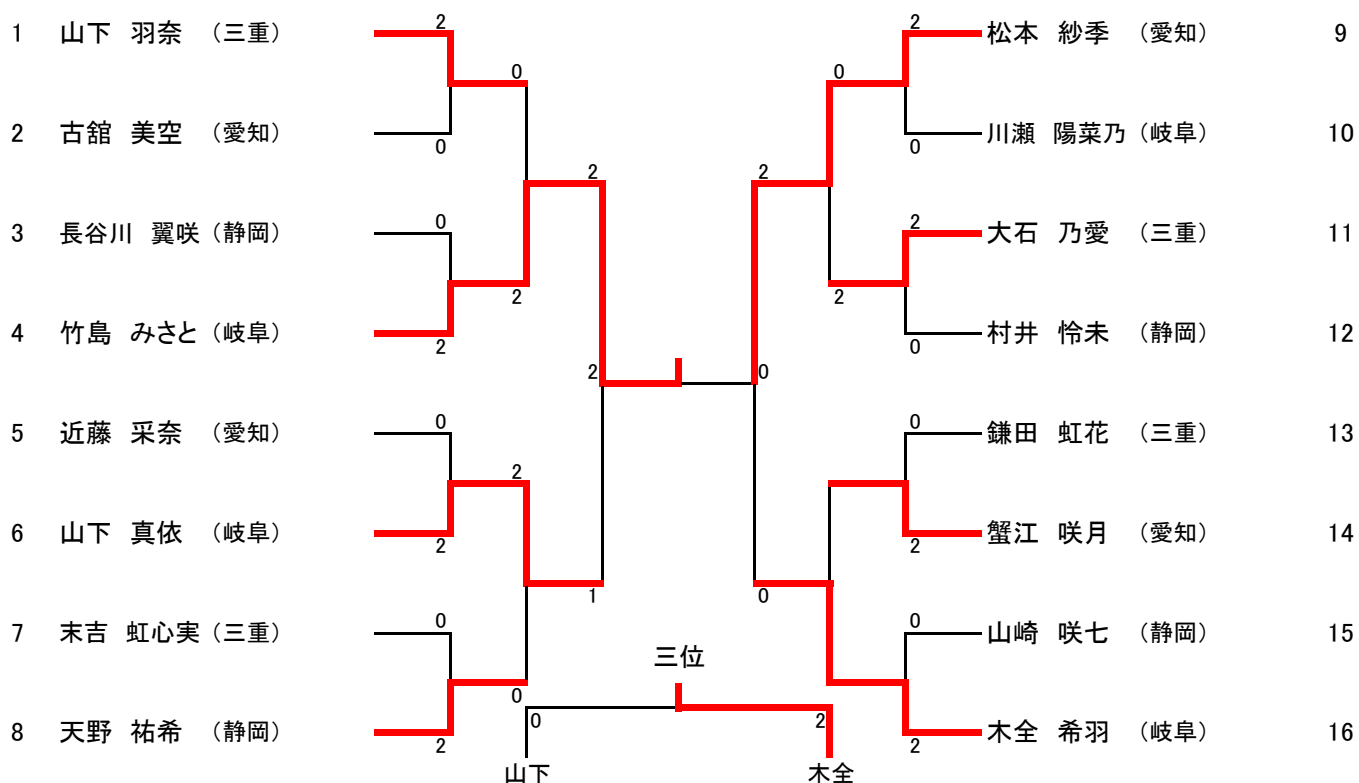 1 山下 羽奈 （三重） 2 2 松本 紗季 （愛知） 9
0 0
2 古舘 美空 （愛知） 0 0 川瀬 陽菜乃（岐阜） 10
2 2
3 長谷川 翼咲（静岡） 0 2 大石 乃愛 （三重） 11
2 2
4 竹島 みさと（岐阜） 2 0 村井 怜未 （静岡） 12
2 0
5 近藤 采奈 （愛知） 0 0 鎌田 虹花 （三重） 13
2
6 山下 真依 （岐阜） 2 2 蟹江 咲月 （愛知） 14
1 0
7 末吉 虹心実（三重） 0 0 山崎 咲七 （静岡） 15
三位
0
8 天野 祐希 （静岡） 2 0 2 2 木全 希羽 （岐阜） 16
山下 木全